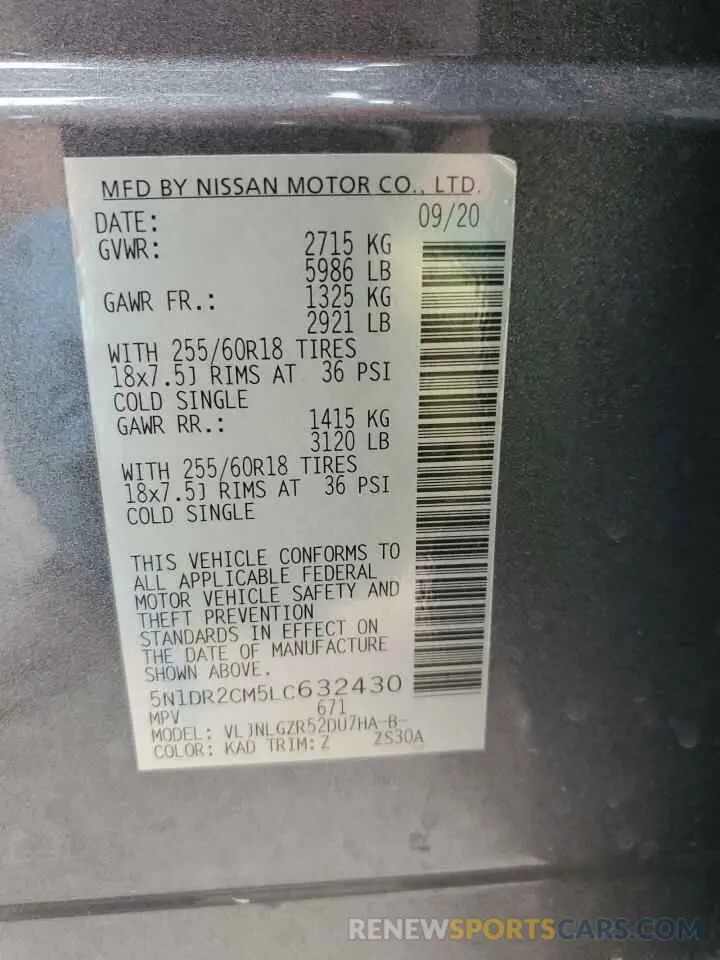 MFD BY NISSAN MOTOR CO., LTD.
DATE: 09/20
GVWR: 2715 KG
5986 LB
GAWR FR.: 1325 KG
2921 LB
WITH 255/60R18 TIRES
18x7.5J RIMS AT 36 PSI
COLD SINGLE
GAWR RR.: 1415 KG
3120 LB
WITH 255/60R18 TIRES
18x7.5J RIMS AT 36 PSI
COLD SINGLE
THIS VEHICLE CONFORMS TO
ALL APPLICABLE FEDERAL
MOTOR VEHICLE SAFETY AND
THEFT PREVENTION
STANDARDS IN EFFECT ON
THE DATE OF MANUFACTURE
SHOWN ABOVE.
5N1DR2CM5LC632430
MPV 671
MODEL: VLJNLGZR52DU7HA-B-
COLOR: KAD TRIM: Z ZS30A
RENEWSPORTSCARS.COM